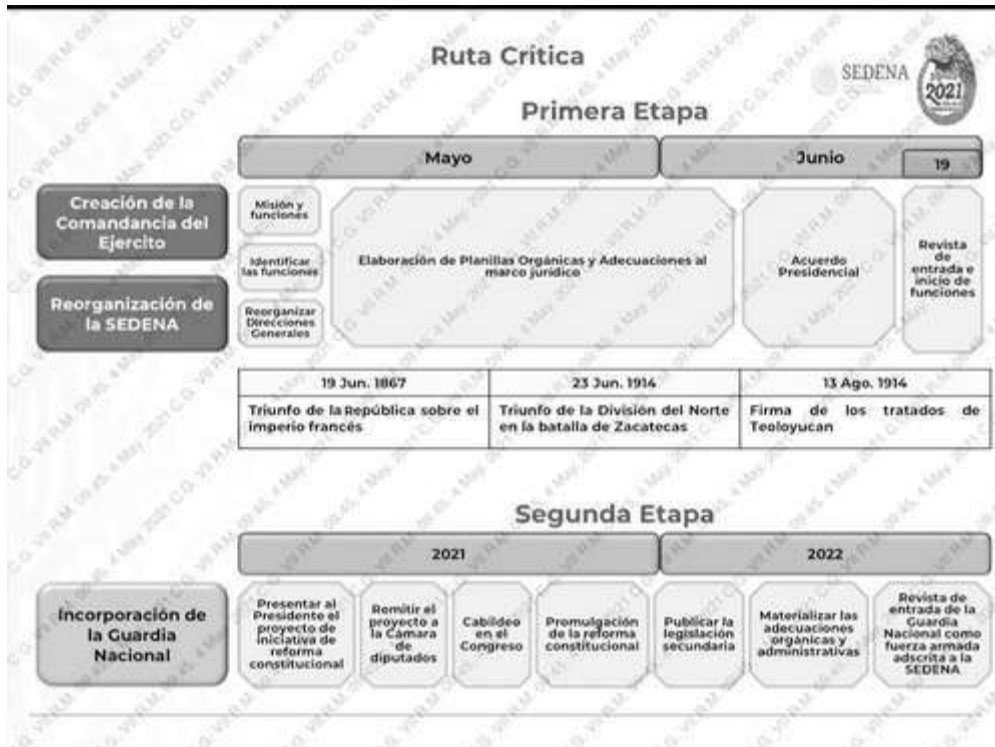 Ruta Crítica
SEDENA
2021
Primera Etapa
Mayo
Junio
19
Creación de la
Comandancia del
Ejercito
Reorganización de
la SEDENA
Misión y
funciones
Identificar
las funciones
Reorganizar
Direcciones
Generales
Elaboración de Planillas Orgánicas y Adecuaciones al
marco jurídico
Acuerdo
Presidencial
Revista
de
entrada e
inicio de
funciones
19 Jun. 1867
23 Jun. 1914
13 Ago. 1914
Triunfo de la República sobre el
imperio francés
Triunfo de la División del Norte
en la batalla de Zacatecas
Firma de los tratados de
Teoloyucan
Segunda Etapa
2021
2022
Incorporación de
la Guardia
Nacional
Presentar al
Presidente el
proyecto de
iniciativa de
reforma
constitucional
Remitir el
proyecto a
la Cámara
de
diputados
Cabildeo
en el
Congreso
Promulgación
de la reforma
constitucional
Publicar la
legislación
secundaria
Materializar las
adecuaciones
orgánicas y
administrativas
Revista de
entrada de la
Guardia
Nacional como
fuerza armada
adscrita a la
SEDENA
C.G. VII R.M. 09:45, 4 May. 2021